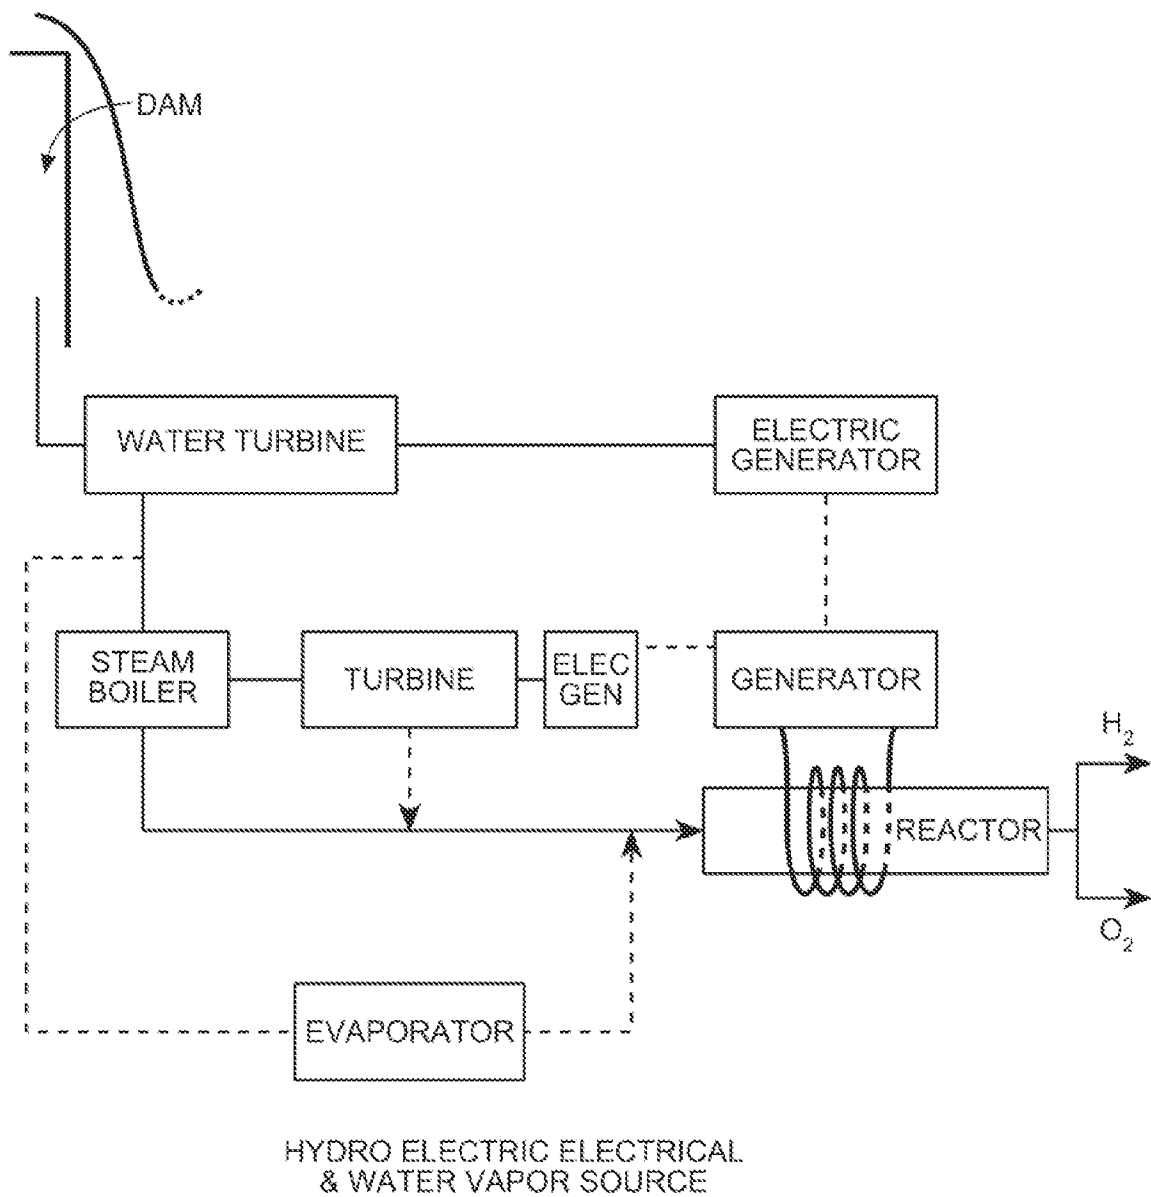 DAM
WATER TURBINE
ELECTRIC
GENERATOR
STEAM
BOILER
TURBINE
ELEC
GEN
GENERATOR
H2
REACTOR
O2
EVAPORATOR
HYDRO ELECTRIC ELECTRICAL
& WATER VAPOR SOURCE